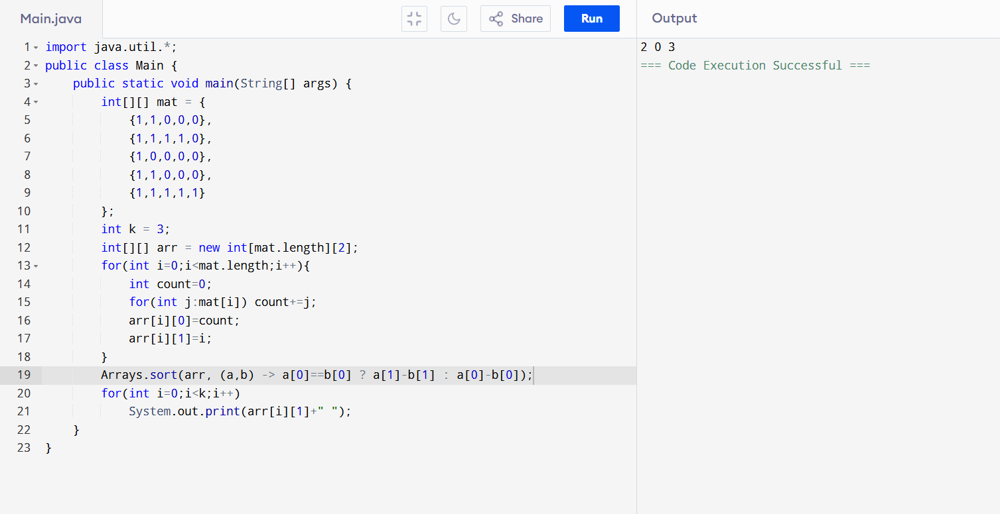 Main.java
Share
Run
Output
1 import java.util.*;
2 public class Main {
3     public static void main(String[] args) {
4         int[][] mat = {
5             {1,1,0,0,0},
6             {1,1,1,1,0},
7             {1,0,0,0,0},
8             {1,1,0,0,0},
9             {1,1,1,1,1}
10         };
11         int k = 3;
12         int[][] arr = new int[mat.length][2];
13         for(int i=0;i<mat.length;i++){
14             int count=0;
15             for(int j:mat[i]) count+=j;
16             arr[i][0]=count;
17             arr[i][1]=i;
18         }
19         Arrays.sort(arr, (a,b) -> a[0]==b[0] ? a[1]-b[1] : a[0]-b[0]);
20         for(int i=0;i<k;i++)
21             System.out.print(arr[i][1]+" ");
22     }
23 }
2 0 3
=== Code Execution Successful ===